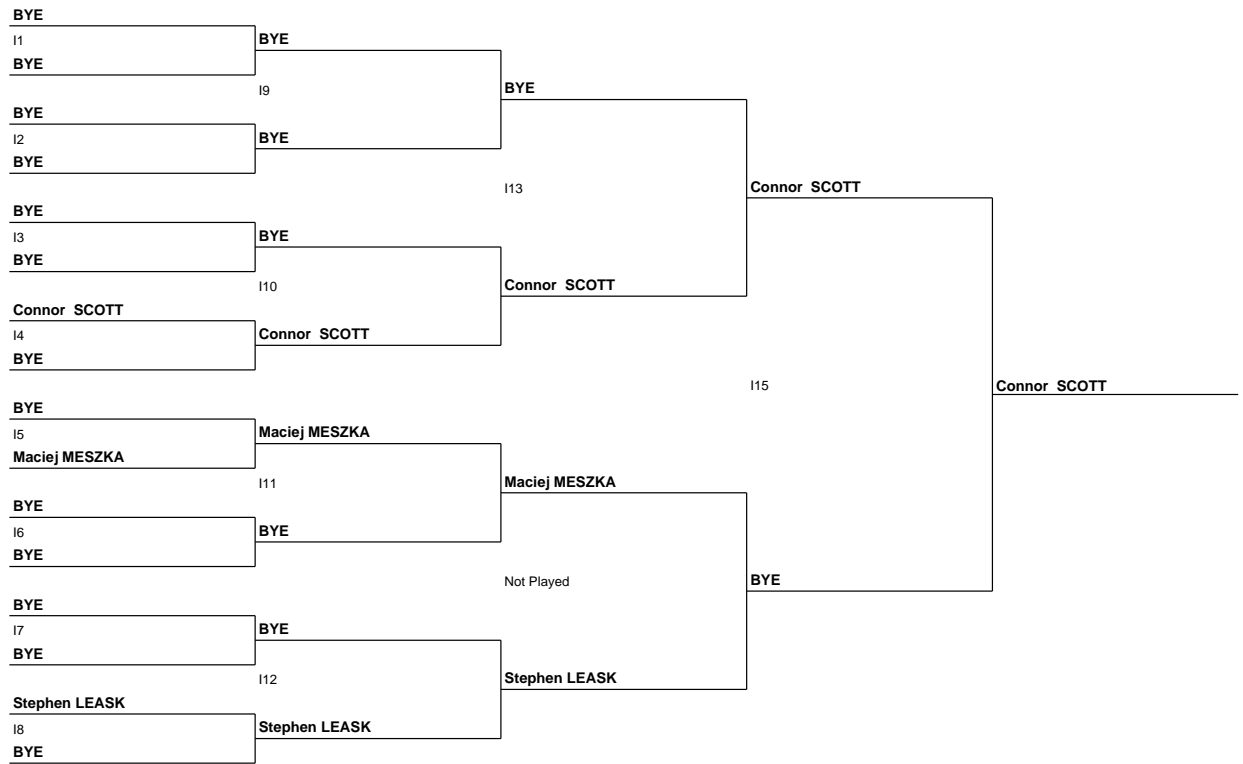 BYE
I1
BYE
BYE
I2
BYE
BYE
I3
BYE
Connor SCOTT
I4
BYE
BYE
I5
Maciej MESZKA
BYE
I6
BYE
BYE
I7
BYE
Stephen LEASK
I8
BYE
BYE
I9
BYE
BYE
I10
Connor SCOTT
Maciej MESZKA
I11
BYE
BYE
I12
Stephen LEASK
BYE
I13
Connor SCOTT
Maciej MESZKA
Not Played
Stephen LEASK
Connor SCOTT
I15
BYE
Connor SCOTT